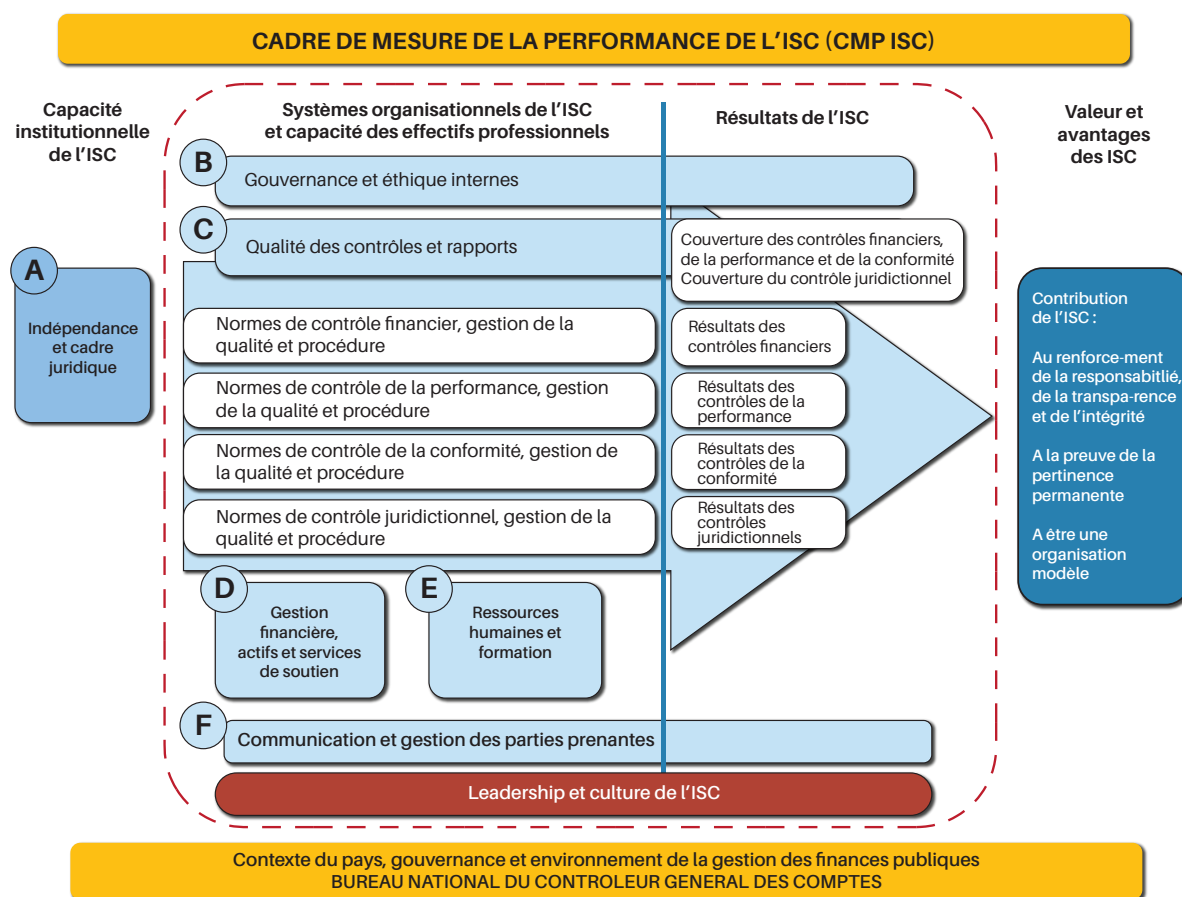 CADRE DE MESURE DE LA PERFORMANCE DE L’ISC (CMP ISC)
Capacité
institutionnelle
de l’ISC
Systèmes organisationnels de l’ISC
et capacité des effectifs professionnels
Résultats de l’ISC
Valeur et
avantages
des ISC
B
Gouvernance et éthique internes
C
Qualité des contrôles et rapports
Couverture des contrôles financiers,
de la performance et de la conformité
Couverture du contrôle juridictionnel
A
Indépendance
et cadre
juridique
Normes de contrôle financier, gestion de la
qualité et procédure
Résultats des
contrôles financiers
Normes de contrôle de la performance, gestion
de la qualité et procédure
Résultats des
contrôles de la
performance
Normes de contrôle de la conformité, gestion de
la qualité et procédure
Résultats des
contrôles de la
conformité
Normes de contrôle juridictionnel, gestion de la
qualité et procédure
Résultats des
contrôles
juridictionnels
Contribution
de l’ISC :
Au renforce-ment
de la responsabitlié,
de la transpa-rence
et de l’intégrité
A la preuve de la
pertinence
permanente
A être une
organisation
modèle
D
Gestion
financière,
actifs et services
de soutien
E
Ressources
humaines et
formation
F
Communication et gestion des parties prenantes
Leadership et culture de l’ISC
Contexte du pays, gouvernance et environnement de la gestion des finances publiques
BUREAU NATIONAL DU CONTROLEUR GENERAL DES COMPTES